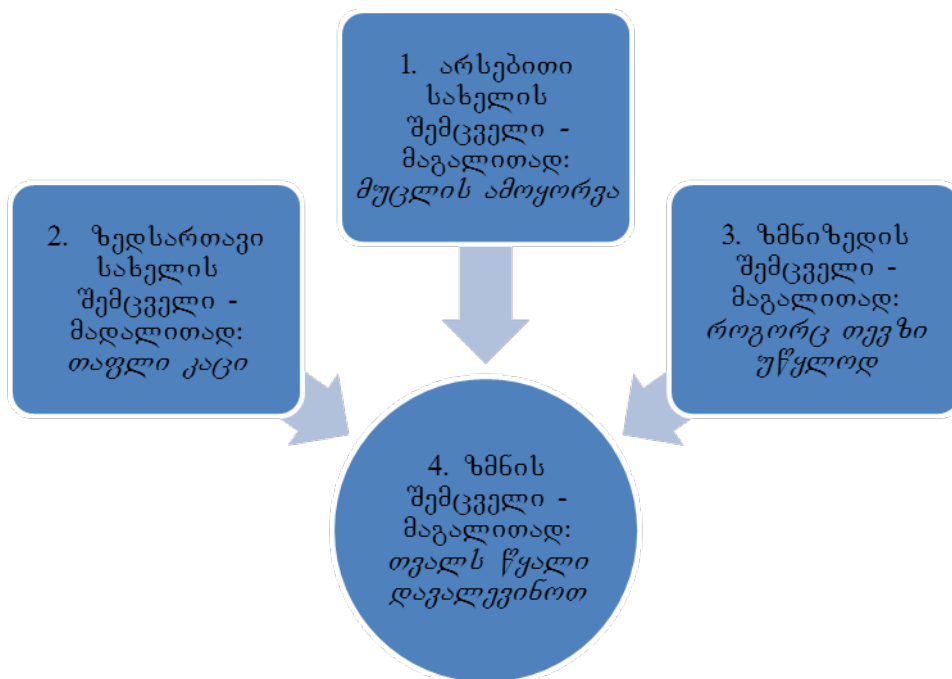 1. არსებითი
სახელის
შემცველი -
მაგალითად:
მუცლის ამოყორვა
2. ზედსართავი
სახელის
შემცველი -
მადალითად:
თაფლი კაცი
3. ზმნიზედის
შემცველი -
მაგალითად:
როგორც თევზი
უწყლოდ
4. ზმნის
შემცველი -
მაგალითად:
თვალს წყალი
დავალევინოთ